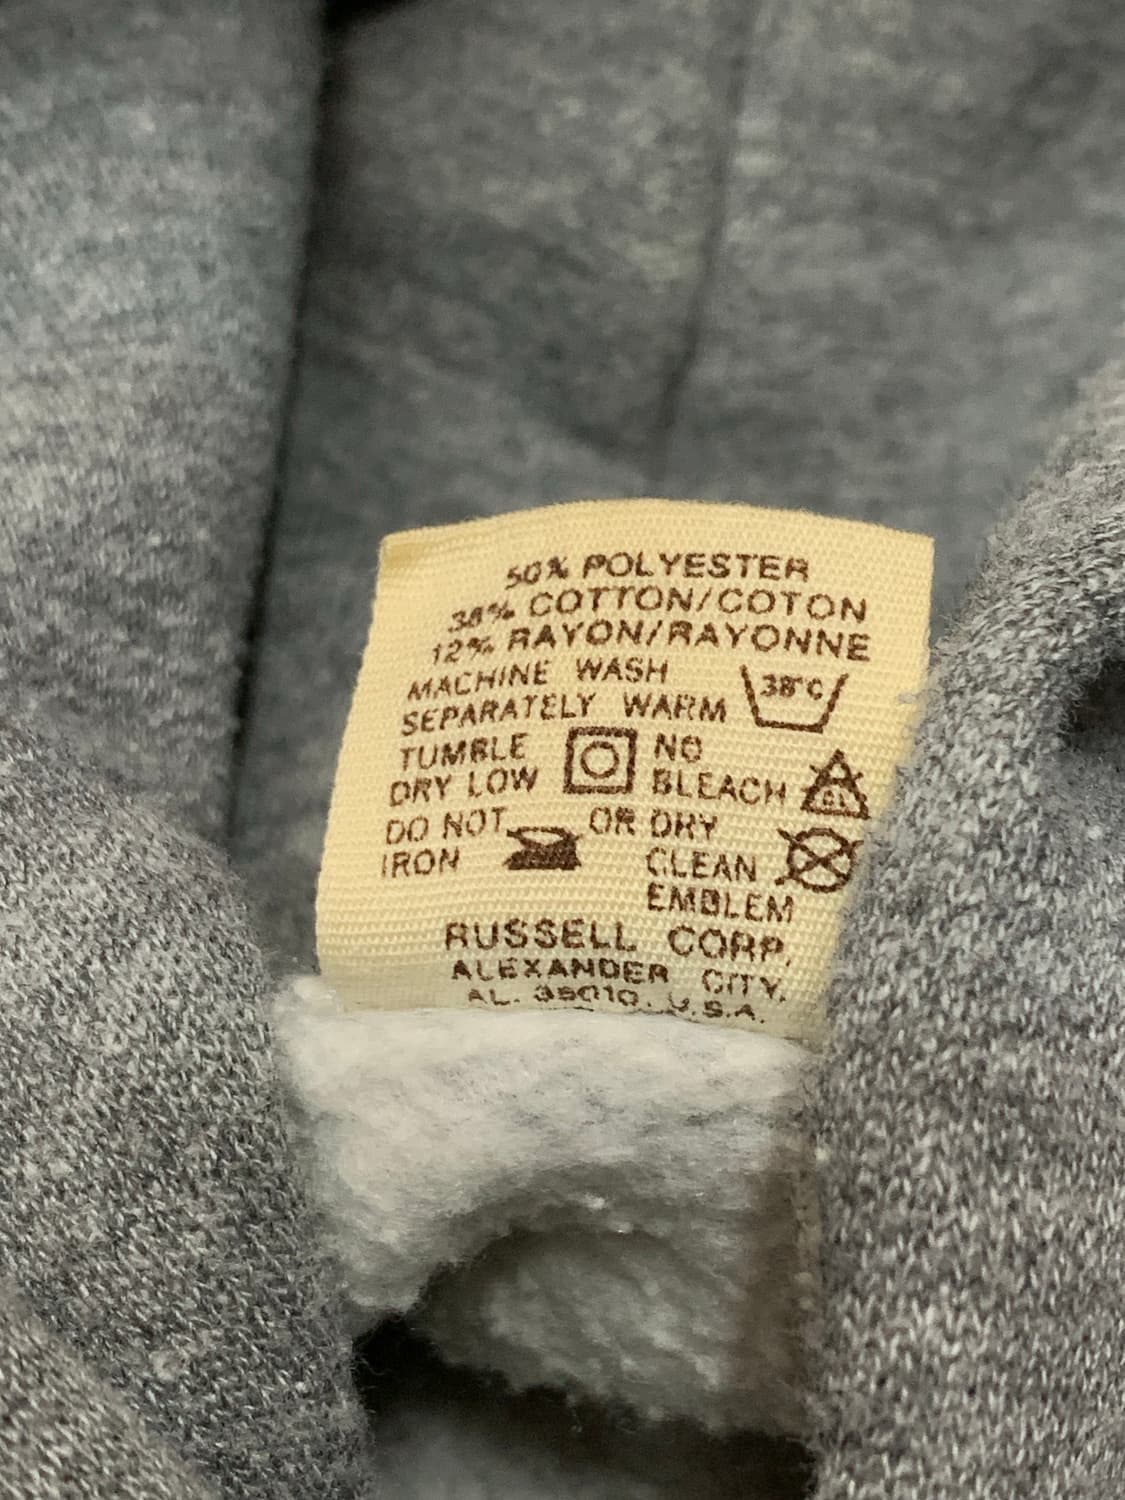 50% POLYESTER
38% COTTON/COTON
12% RAYON/RAYONNE
MACHINE WASH
SEPARATELY WARM 38°C
TUMBLE DRY LOW
NO BLEACH CL
DO NOT IRON
OR DRY CLEAN EMBLEM
RUSSELL CORP.
ALEXANDER CITY,
AL. 35010. U.S.A.